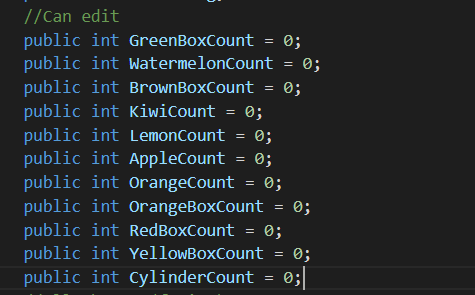 //Can edit
public int GreenBoxCount = 0;
public int WatermelonCount = 0;
public int BrownBoxCount = 0;
public int KiwiCount = 0;
public int LemonCount = 0;
public int AppleCount = 0;
public int OrangeCount = 0;
public int OrangeBoxCount = 0;
public int RedBoxCount = 0;
public int YellowBoxCount = 0;
public int CylinderCount = 0;